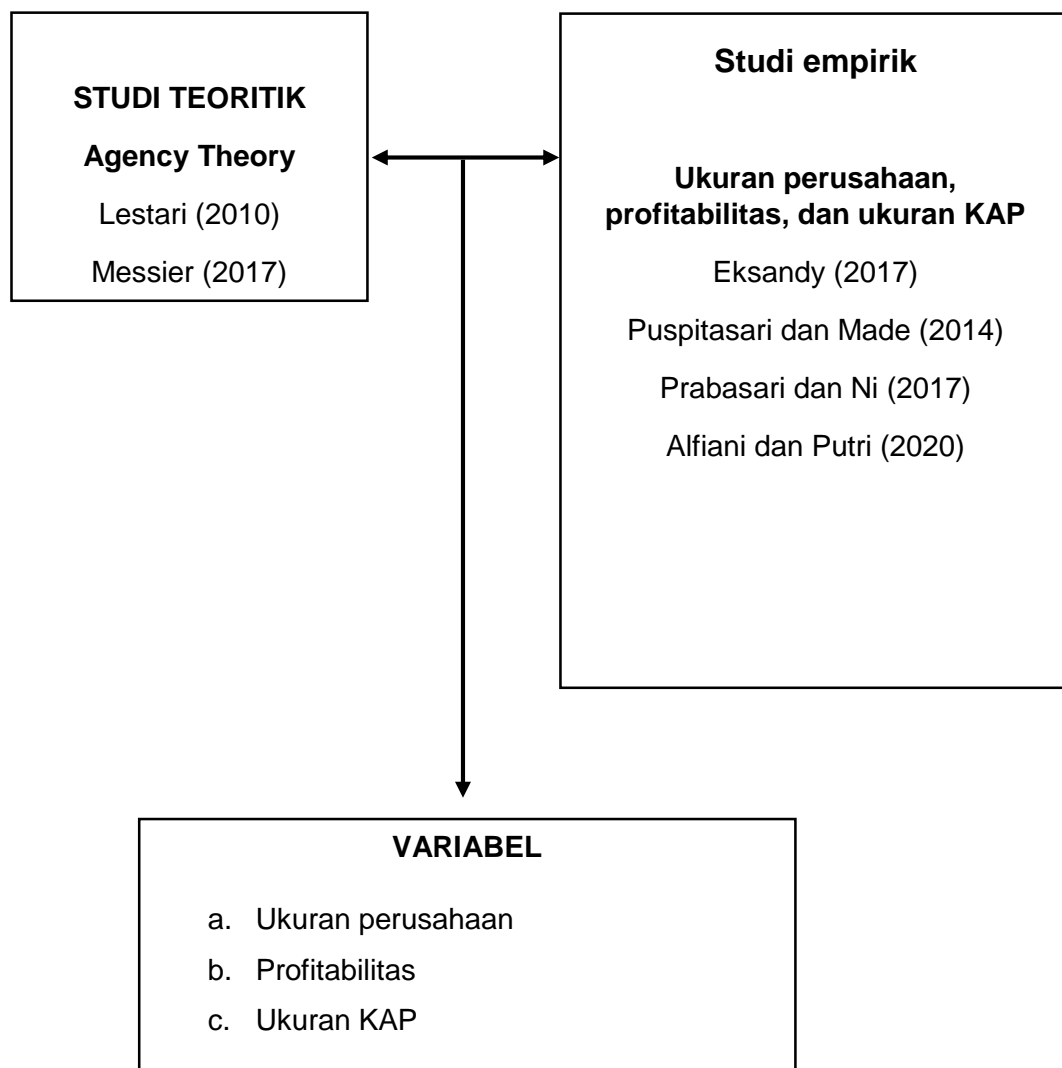 STUDI TEORITIK
Agency Theory
Lestari (2010)
Messier (2017)
Studi empirik
Ukuran perusahaan,
profitabilitas, dan ukuran KAP
Eksandy (2017)
Puspitasari dan Made (2014)
Prabasari dan Ni (2017)
Alfiani dan Putri (2020)
VARIABEL
a. Ukuran perusahaan
b. Profitabilitas
c. Ukuran KAP